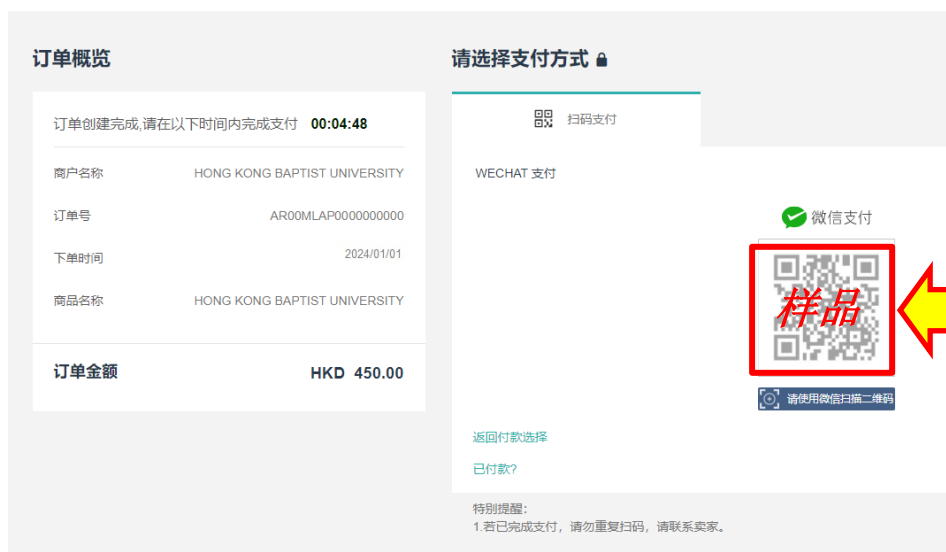 订单概览
订单创建完成,请在以下时间内完成支付 00:04:48
商户名称 HONG KONG BAPTIST UNIVERSITY
订单号 AR00MLAP0000000000
下单时间 2024/01/01
商品名称 HONG KONG BAPTIST UNIVERSITY
订单金额 HKD 450.00
请选择支付方式
扫码支付
WECHAT 支付
微信支付
样品
请使用微信扫描二维码
返回付款选择
已付款?
特别提醒：
1.若已完成支付，请勿重复扫码，请联系卖家。